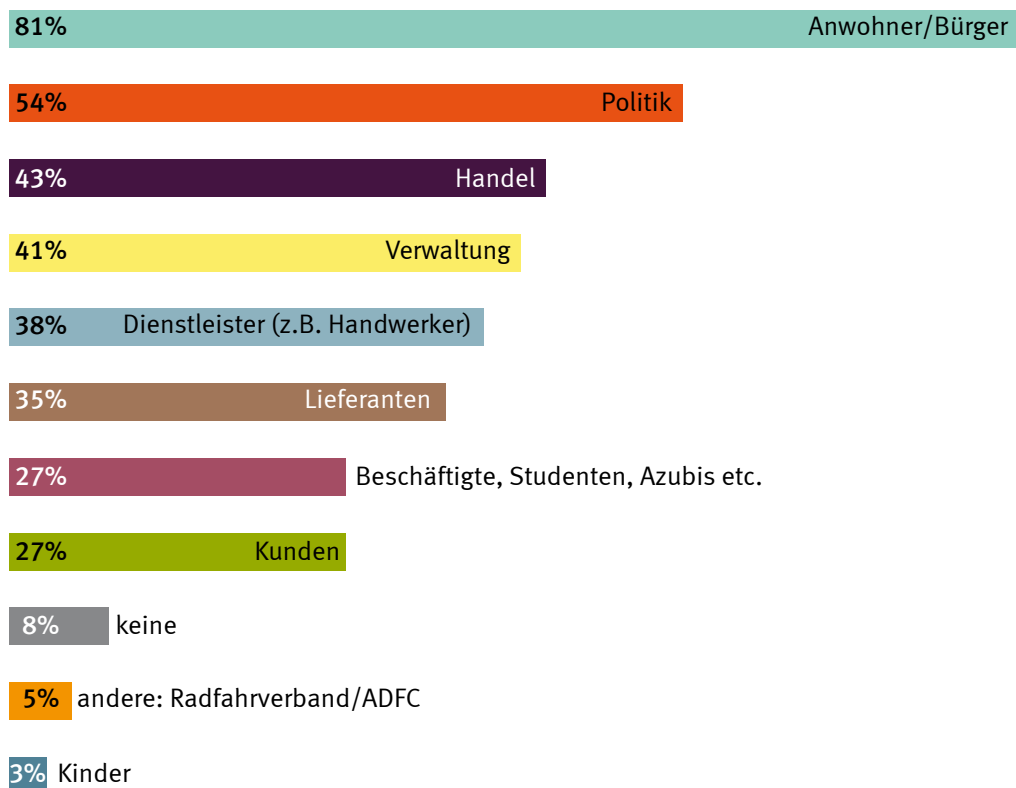 81% Anwohner/Bürger
54% Politik
43% Handel
41% Verwaltung
38% Dienstleister (z.B. Handwerker)
35% Lieferanten
27% Beschäftigte, Studenten, Azubis etc.
27% Kunden
8% keine
5% andere: Radfahrverband/ADFC
3% Kinder